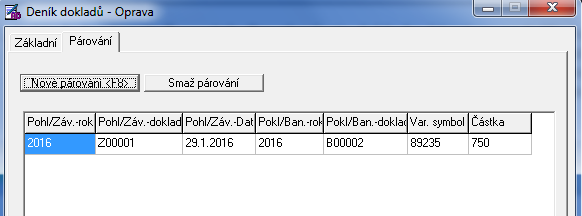 Deník dokladů - Oprava
Základní Párování
Nové párování <F8> Smaž párování
Pohl/Záv.-rok Pohl/Záv.-doklad Pohl/Záv.-Dat Pokl/Ban.-rok Pokl/Ban.-doklad Var. symbol Částka
2016 Z00001 29.1.2016 2016 B00002 89235 750